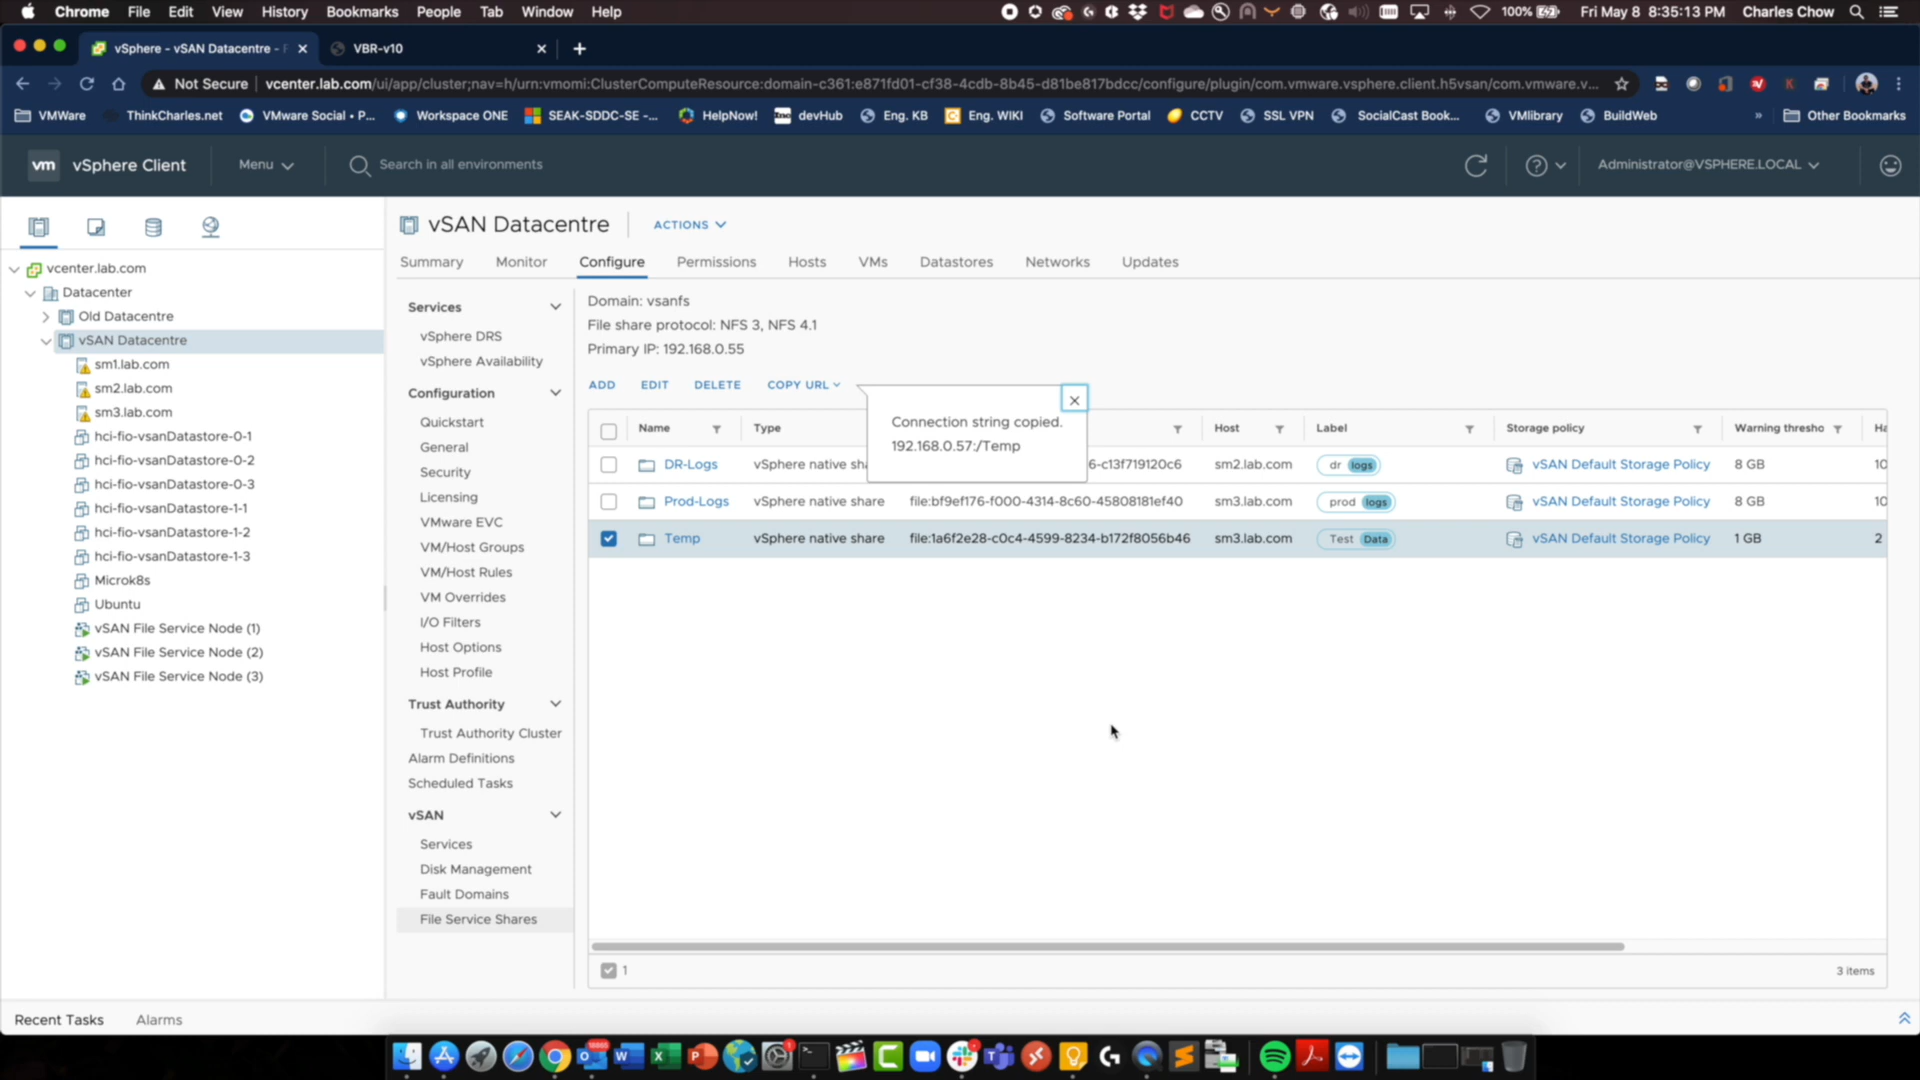 Chrome File Edit View History Bookmarks People Tab Window Help 100% Fri May 8 8:35:13 PM Charles Chow
vSphere - vSAN Datacentre - F VBR-v10
Not Secure vcenter.lab.com/ui/app/cluster;nav=h/urn:vmomi:ClusterComputeResource:domain-c361:e871fd01-cf38-4cdb-8b45-d81be817bdcc/configure/plugin/com.vmware.vsphere.client.h5vsan/com.vmware.v...
VMWare ThinkCharles.net VMware Social • P... Workspace ONE SEAK-SDDC-SE -... HelpNow! devHub Eng. KB Eng. WIKI Software Portal CCTV SSL VPN SocialCast Book... VMlibrary BuildWeb » Other Bookmarks
vm vSphere Client Menu Search in all environments Administrator@VSPHERE.LOCAL
vcenter.lab.com
Datacenter
Old Datacentre
vSAN Datacentre
sm1.lab.com
sm2.lab.com
sm3.lab.com
hci-fio-vsanDatastore-0-1
hci-fio-vsanDatastore-0-2
hci-fio-vsanDatastore-0-3
hci-fio-vsanDatastore-1-1
hci-fio-vsanDatastore-1-2
hci-fio-vsanDatastore-1-3
Microk8s
Ubuntu
vSAN File Service Node (1)
vSAN File Service Node (2)
vSAN File Service Node (3)
vSAN Datacentre ACTIONS
Summary Monitor Configure Permissions Hosts VMs Datastores Networks Updates
Services
vSphere DRS
vSphere Availability
Configuration
Quickstart
General
Security
Licensing
VMware EVC
VM/Host Groups
VM/Host Rules
VM Overrides
I/O Filters
Host Options
Host Profile
Trust Authority
Trust Authority Cluster
Alarm Definitions
Scheduled Tasks
vSAN
Services
Disk Management
Fault Domains
File Service Shares
Domain: vsanfs
File share protocol: NFS 3, NFS 4.1
Primary IP: 192.168.0.55
ADD EDIT DELETE COPY URL
Connection string copied.
192.168.0.57:/Temp
Name Type Host Label Storage policy Warning thresho Ha
DR-Logs vSphere native sha 6-c13f719120c6 sm2.lab.com dr logs vSAN Default Storage Policy 8 GB 10
Prod-Logs vSphere native share file:bf9ef176-f000-4314-8c60-45808181ef40 sm3.lab.com prod logs vSAN Default Storage Policy 8 GB 10
Temp vSphere native share file:1a6f2e28-c0c4-4599-8234-b172f8056b46 sm3.lab.com Test Data vSAN Default Storage Policy 1 GB 2
1 3 items
Recent Tasks Alarms